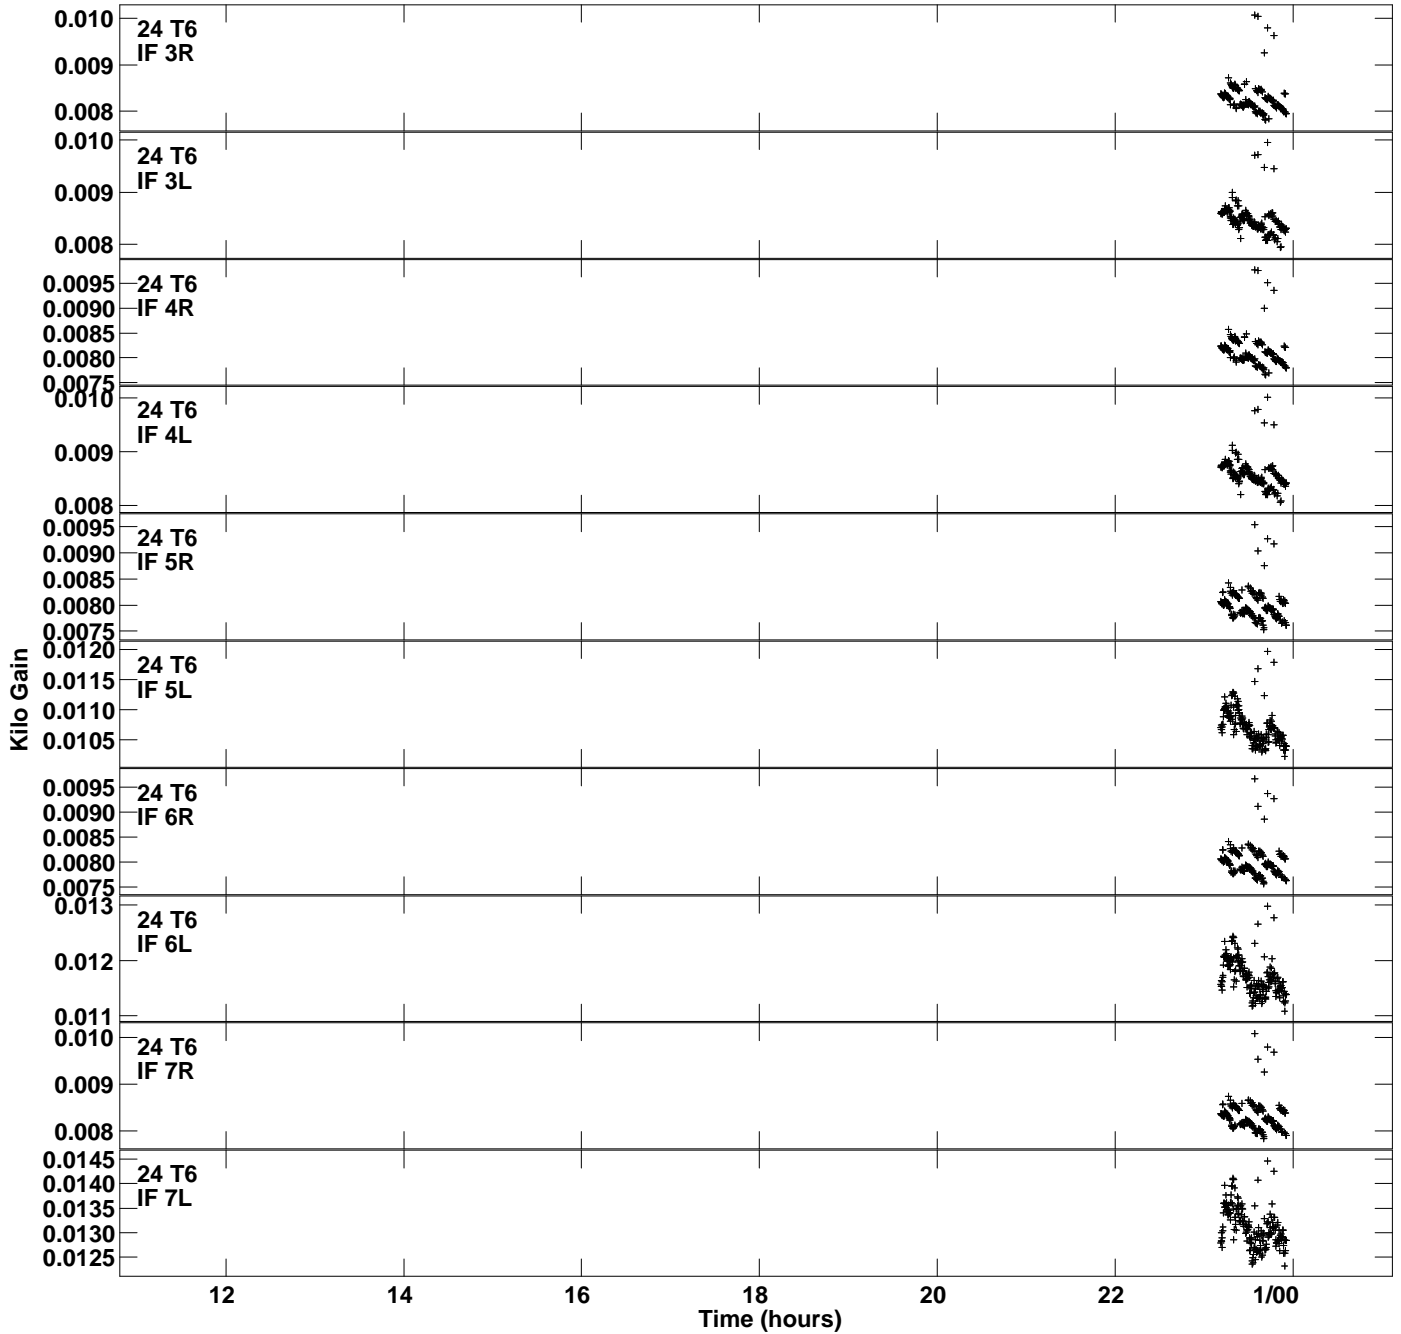 0.010
24 T6
IF 3R
0.009
0.008
0.010
24 T6
IF 3L
0.009
0.008
0.0095
24 T6
IF 4R
0.0090
0.0085
0.0080
0.0075
0.010
24 T6
IF 4L
0.009
0.008
0.0095
24 T6
IF 5R
0.0090
0.0085
0.0080
0.0075
0.0120
24 T6
IF 5L
0.0115
0.0110
0.0105
Kilo Gain
0.0095
24 T6
IF 6R
0.0090
0.0085
0.0080
0.0075
0.013
24 T6
IF 6L
0.012
0.011
0.010
24 T6
IF 7R
0.009
0.008
0.0145
24 T6
IF 7L
0.0140
0.0135
0.0130
0.0125
12 14 16 18 20 22 1/00
Time (hours)